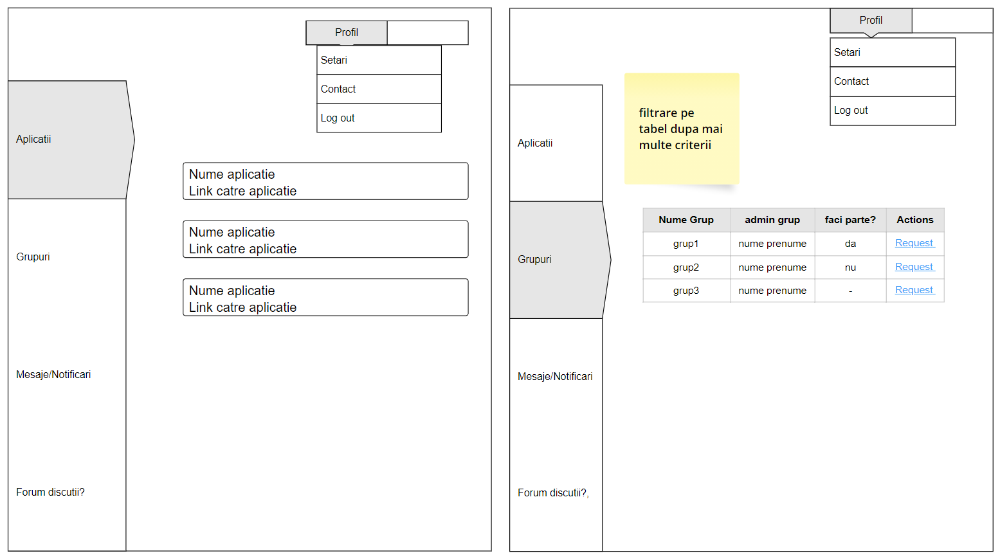 Profil
Setari
Contact
Log out
Aplicatii
Grupuri
Mesaje/Notificari
Forum discutii?
Nume aplicatie
Link catre aplicatie
Nume aplicatie
Link catre aplicatie
Nume aplicatie
Link catre aplicatie
Profil
Setari
Contact
Log out
Aplicatii
Grupuri
Mesaje/Notificari
Forum discutii?,
filtrare pe
tabel dupa mai
multe criterii
Nume Grup admin grup faci parte? Actions
grup1 nume prenume da Request
grup2 nume prenume nu Request
grup3 nume prenume - Request